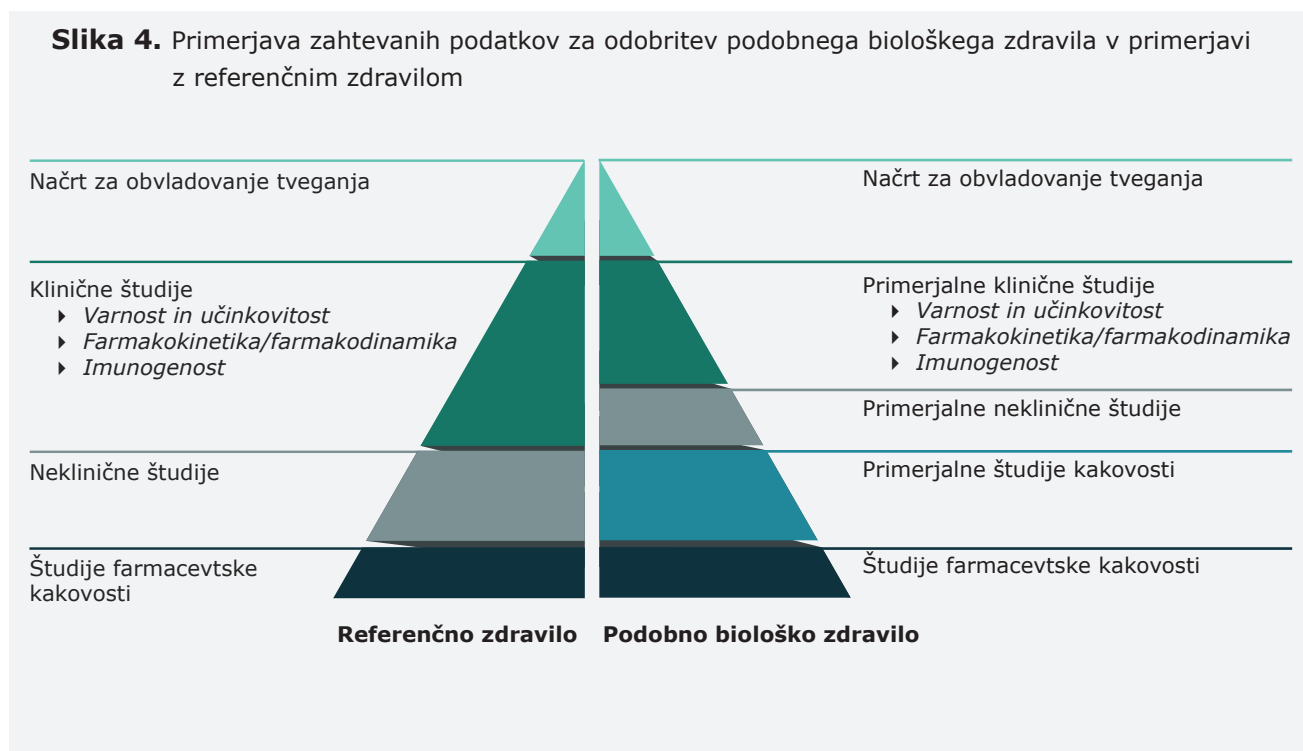 Slika 4. Primerjava zahtevanih podatkov za odobritev podobnega biološkega zdravila v primerjavi
z referenčnim zdravilom
Načrt za obvladovanje tveganja
Klinične študije
Varnost in učinkovitost
Farmakokinetika/farmakodinamika
Imunogenost
Neklinične študije
Študije farmacevtske
kakovosti
Referenčno zdravilo
Načrt za obvladovanje tveganja
Primerjalne klinične študije
Varnost in učinkovitost
Farmakokinetika/farmakodinamika
Imunogenost
Primerjalne neklinične študije
Primerjalne študije kakovosti
Študije farmacevtske kakovosti
Podobno biološko zdravilo